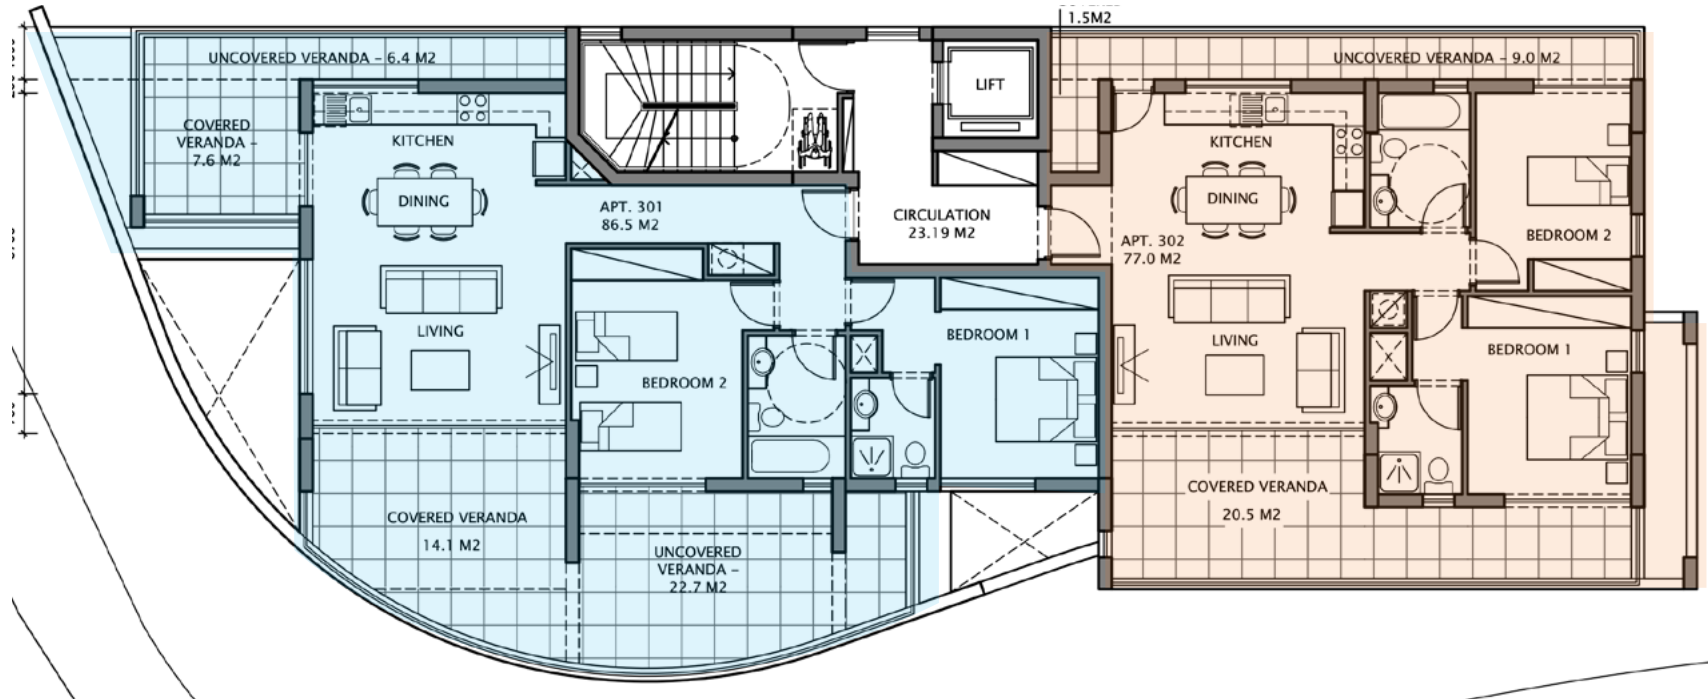 1.5M2
UNCOVERED VERANDA – 6.4 M2
UNCOVERED VERANDA – 9.0 M2
LIFT
COVERED
VERANDA –
7.6 M2
KITCHEN
KITCHEN
DINING
DINING
APT. 301
86.5 M2
CIRCULATION
23.19 M2
APT. 302
77.0 M2
BEDROOM 2
LIVING
BEDROOM 1
LIVING
BEDROOM 1
BEDROOM 2
COVERED VERANDA
14.1 M2
COVERED VERANDA
20.5 M2
UNCOVERED
VERANDA –
22.7 M2